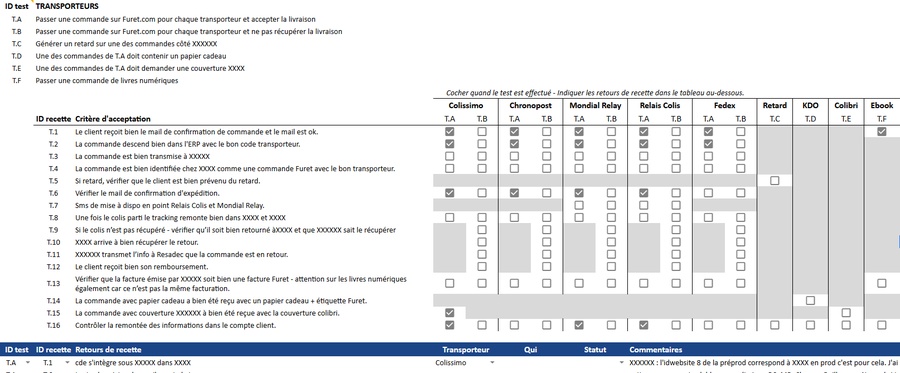 ID test TRANSPORTEURS
T.A Passer une commande sur Furet.com pour chaque transporteur et accepter la livraison
T.B Passer une commande sur Furet.com pour chaque transporteur et ne pas récupérer la livraison
T.C Générer un retard sur une des commandes côté XXXXXX
T.D Une des commandes de T.A doit contenir un papier cadeau
T.E Une des commandes de T.A doit demander une couverture XXXX
T.F Passer une commande de livres numériques
Cocher quand le test est effectué - Indiquer les retours de recette dans le tableau au-dessous.
Colissimo Chronopost Mondial Relay Relais Colis Fedex Retard KDO Colibri Ebook
ID recette Critère d'acceptation T.A T.B T.A T.B T.A T.B T.A T.B T.A T.B T.C T.D T.E T.F
T.1 Le client reçoit bien le mail de confirmation de commande et le mail est ok.
T.2 La commande descend bien dans l'ERP avec le bon code transporteur.
T.3 La commande est bien transmise à XXXXX
T.4 La commande est bien identifiée chez XXXX comme une commande Furet avec le bon transporteur.
T.5 Si retard, vérifier que le client est bien prévenu du retard.
T.6 Vérifier le mail de confirmation d'expédition.
T.7 Sms de mise à dispo en point Relais Colis et Mondial Relay.
T.8 Une fois le colis parti le tracking remonte bien dans XXXX et XXXX
T.9 Si le colis n'est pas récupéré - vérifier qu'il soit bien retourné àXXXX et que XXXXXX sait le récupérer
T.10 XXXX arrive à bien récupérer le retour.
T.11 XXXXXX transmet l'info à Resadec que la commande est en retour.
T.12 Le client reçoit bien son remboursement.
T.13 Vérifier que la facture émise par XXXXX soit bien une facture Furet - attention sur les livres numériques
également car ce n'est pas la même facturation.
T.14 La commande avec papier cadeau a bien été reçu avec un papier cadeau + étiquette Furet.
T.15 La commande avec couverture XXXXXX à bien été reçue avec la couverture colibri.
T.16 Contrôler la remontée des informations dans le compte client.
ID test ID recette Retours de recette Transporteur Qui Statut Commentaires
T.A T.1 cde s'intègre sous XXXXX dans XXXX Colissimo XXXXXX : l'idwebsite 8 de la préprod correspond à XXXX en prod c'est pour cela. J'ai